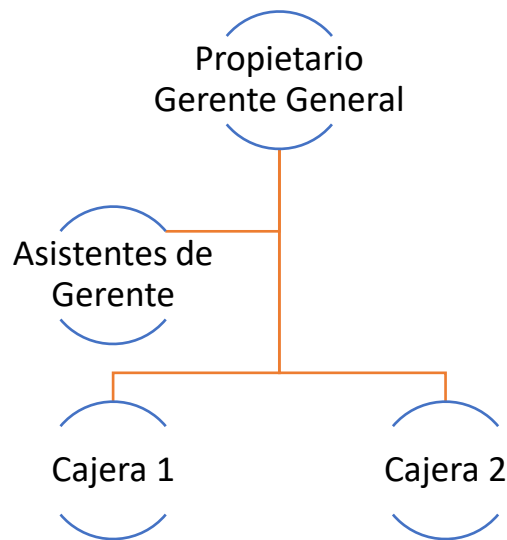 Propietario
Gerente General
Asistentes de
Gerente
Cajera 1
Cajera 2